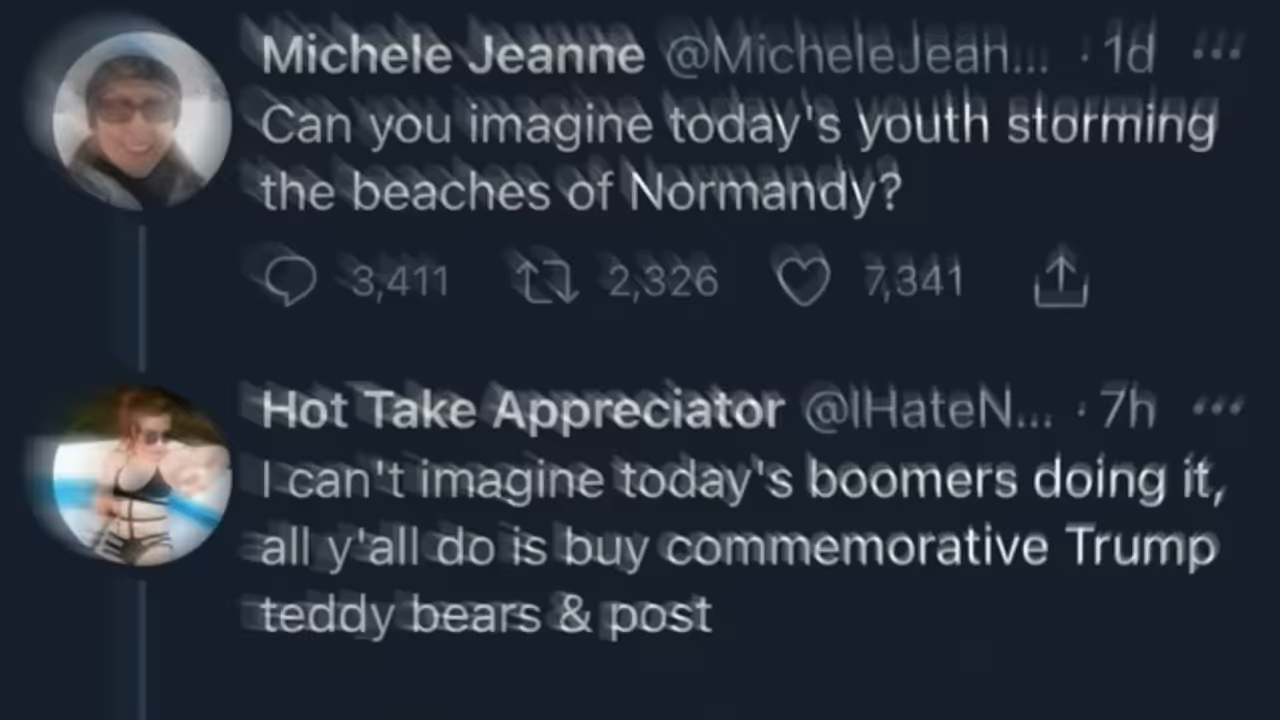 Michele Jeanne @MicheleJean... · 1d ...
Can you imagine today's youth storming
the beaches of Normandy?
3,411 2,326 7,341
Hot Take Appreciator @IHateN... · 7h ...
I can't imagine today's boomers doing it,
all y'all do is buy commemorative Trump
teddy bears & post